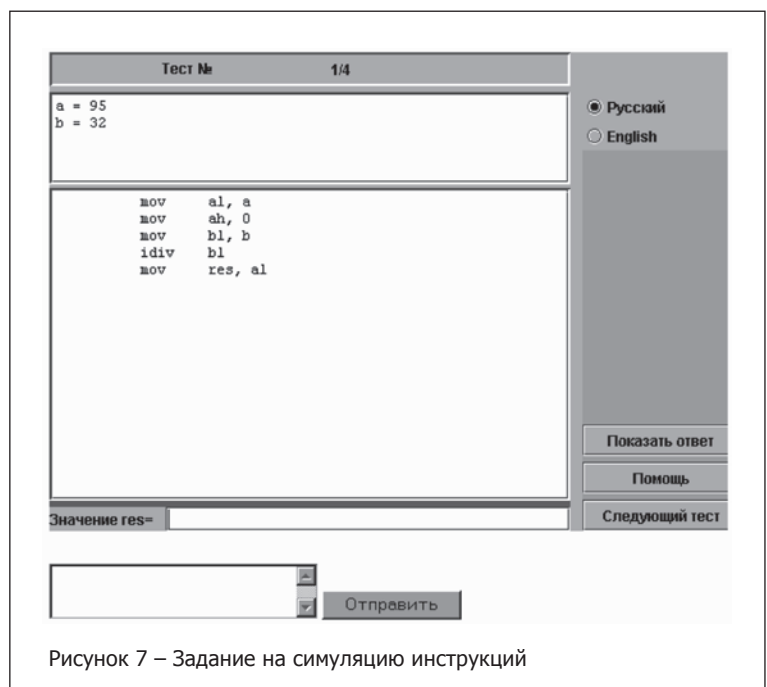 Тест № 1/4
a = 95
b = 32
Русский
English
mov al, a
mov ah, 0
mov bl, b
idiv bl
mov res, al
Показать ответ
Помощь
Значение res=
Следующий тест
Отправить
Рисунок 7 – Задание на симуляцию инструкций